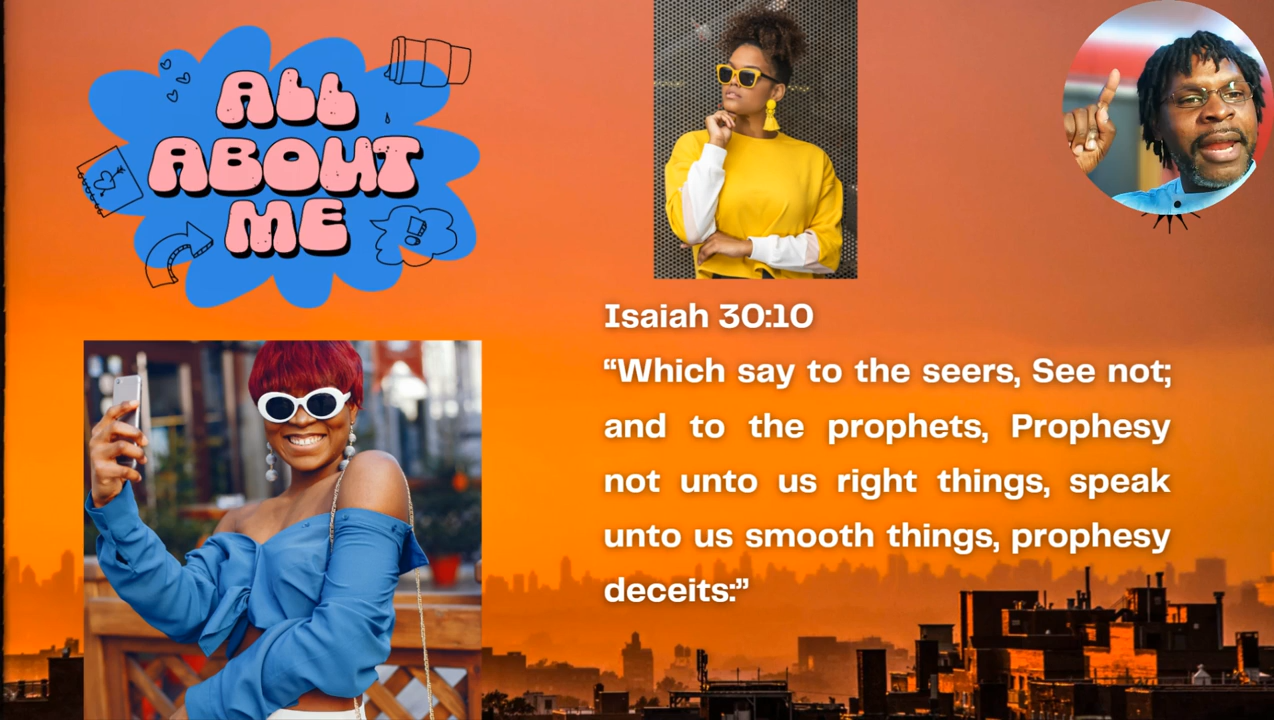 ALL
ABOUT
ME
Isaiah 30:10
“Which say to the seers, See not;
and to the prophets, Prophesy
not unto us right things, speak
unto us smooth things, prophesy
deceits:”